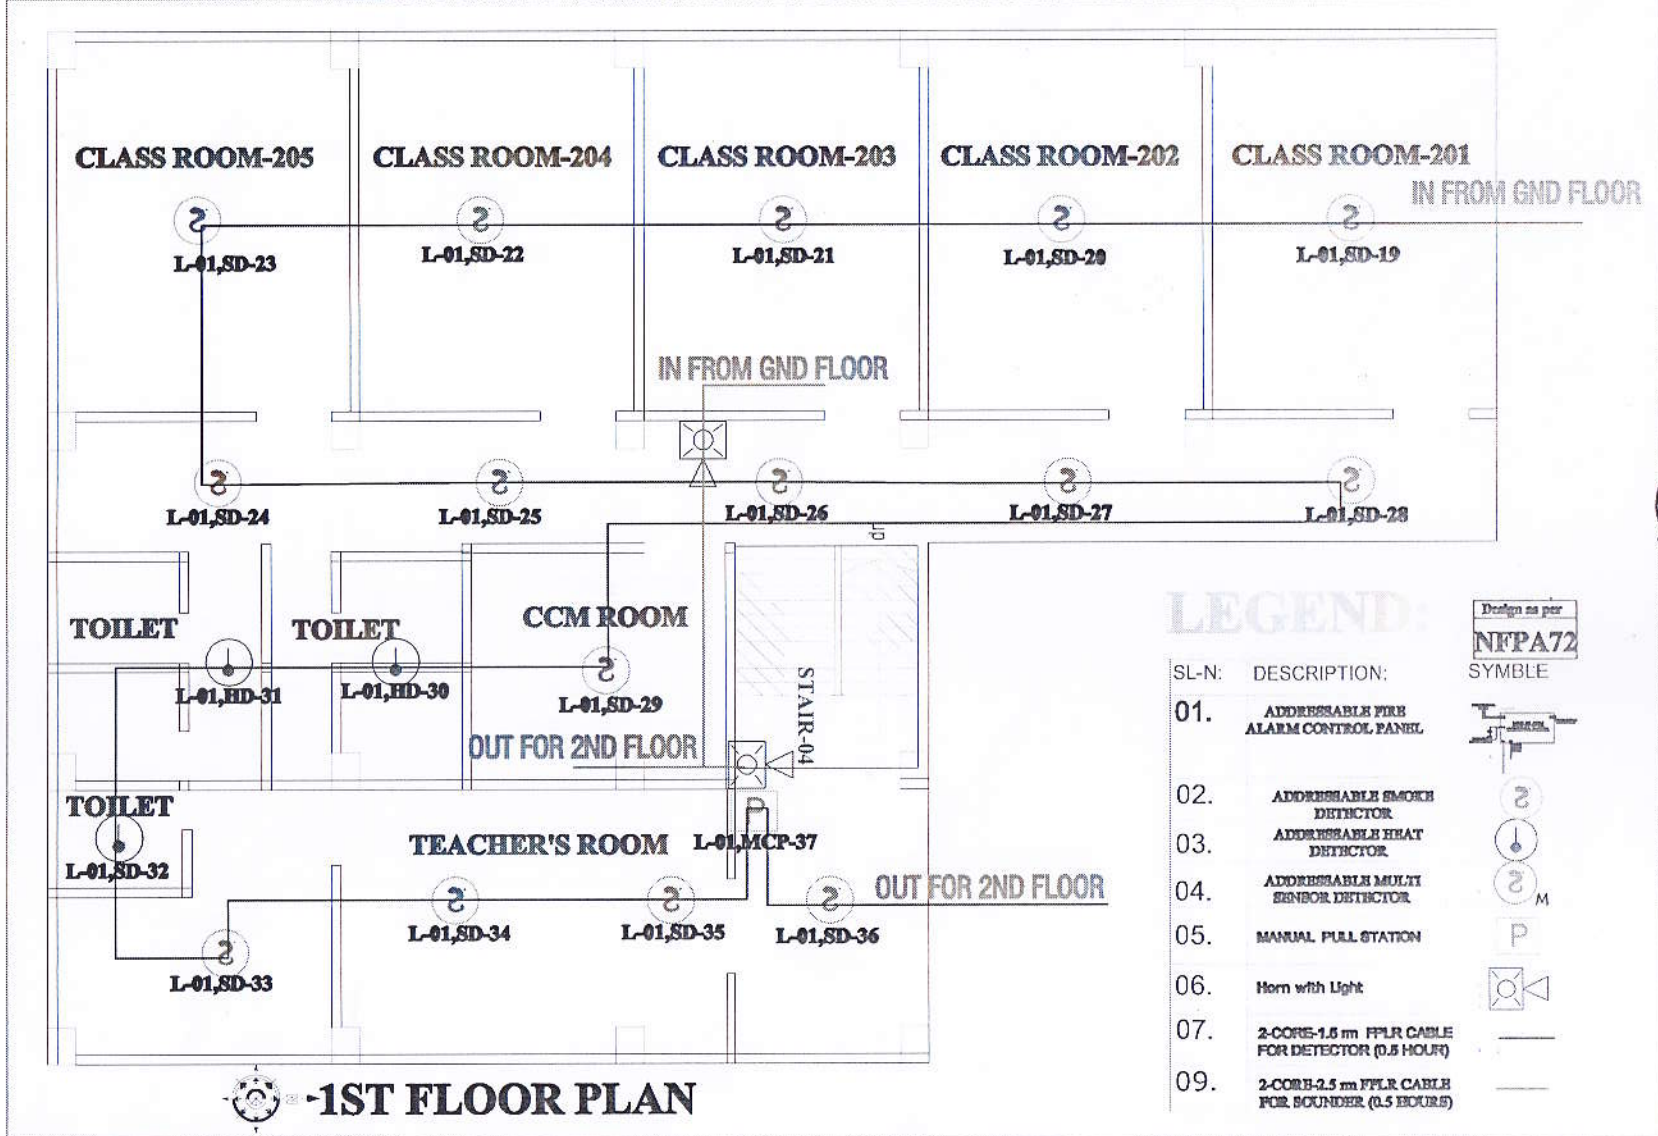 CLASS ROOM-205
CLASS ROOM-204
CLASS ROOM-203
CLASS ROOM-202
CLASS ROOM-201
IN FROM GND FLOOR
L-01,SD-23
L-01,SD-22
L-01,SD-21
L-01,SD-20
L-01,SD-19
IN FROM GND FLOOR
L-01,SD-24
L-01,SD-25
L-01,SD-26
L-01,SD-27
L-01,SD-28
TOILET
TOILET
CCM ROOM
L-01,HD-31
L-01,HD-30
L-01,SD-29
STAIR-04
OUT FOR 2ND FLOOR
TOILET
L-01,SD-32
TEACHER'S ROOM
P
L-01,MCP-37
OUT FOR 2ND FLOOR
L-01,SD-33
L-01,SD-34
L-01,SD-35
L-01,SD-36
1ST FLOOR PLAN
LEGEND:
Design as per
NFPA72
SL-N: DESCRIPTION: SYMBLE
01. ADDRESSABLE FIRE
ALARM CONTROL PANEL
02. ADDRESSABLE SMOKE
DETECTOR
03. ADDRESSABLE HEAT
DETECTOR
04. ADDRESSABLE MULTI
SENSOR DETECTOR M
05. MANUAL PULL STATION P
06. Horn with Light
07. 2-CORE-1.5 rm FPLR CABLE
FOR DETECTOR (0.5 HOUR)
09. 2-CORE-2.5 rm FPLR CABLE
FOR SOUNDER (0.5 HOURS)